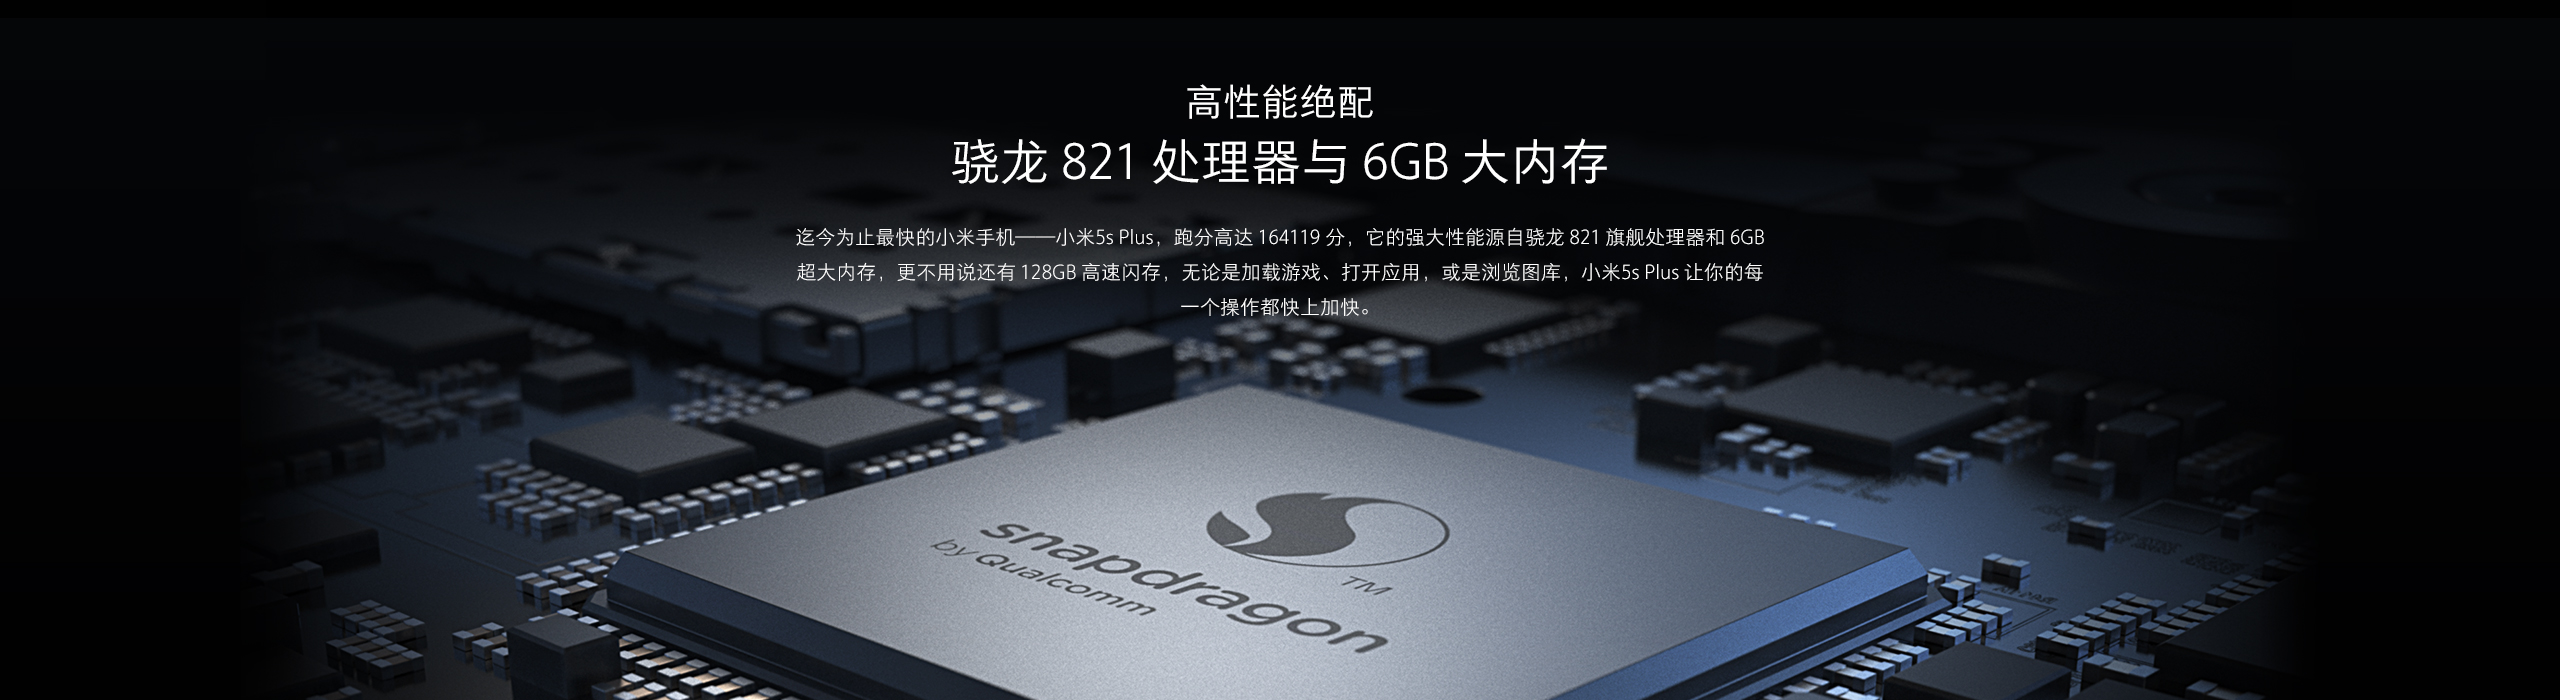 高性能绝配
骁龙 821 处理器与 6GB 大内存
迄今为止最快的小米手机——小米5s Plus，跑分高达 164119 分，它的强大性能源自骁龙 821 旗舰处理器和 6GB
超大内存，更不用说还有 128GB 高速闪存，无论是加载游戏、打开应用，或是浏览图库，小米5s Plus 让你的每
一个操作都快上加快。
snapdragon
by Qualcomm
TM